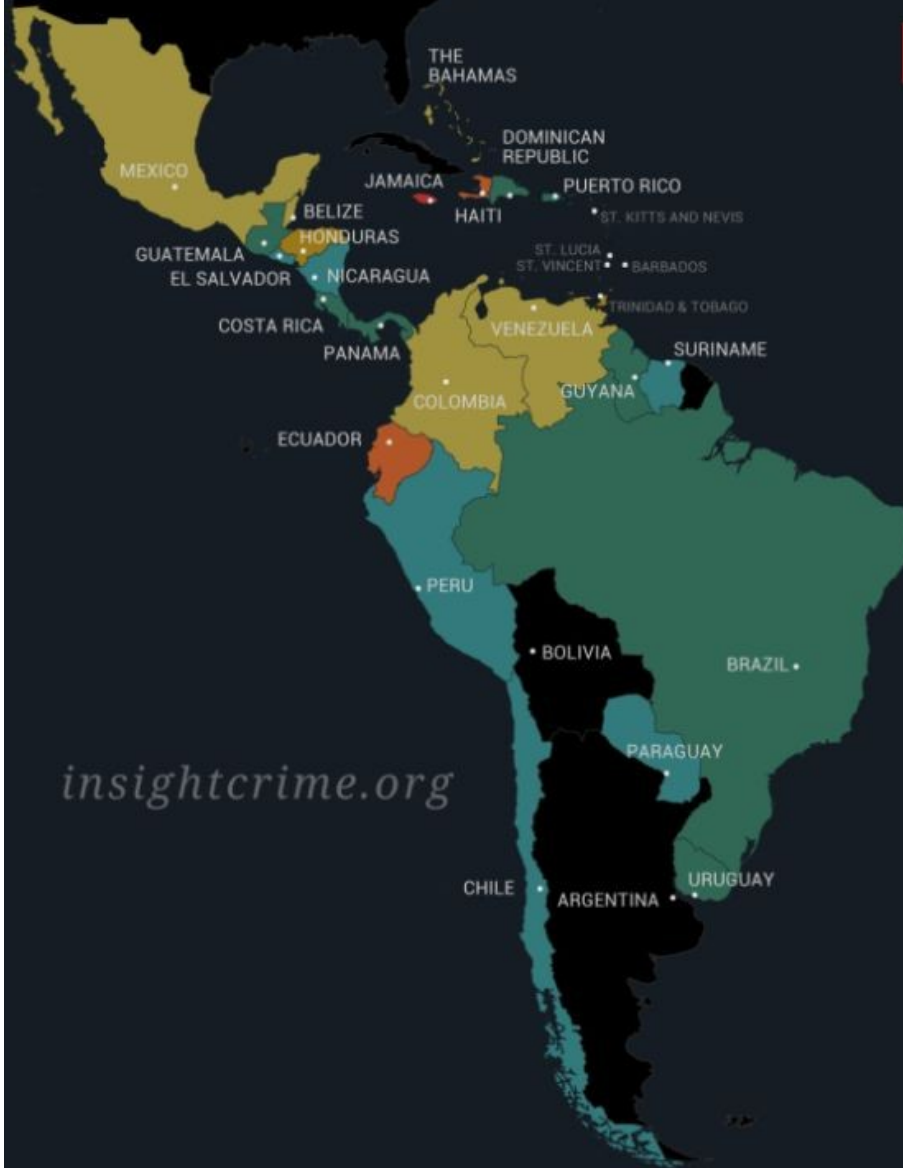 THE
BAHAMAS
DOMINICAN
REPUBLIC
MEXICO
JAMAICA
PUERTO RICO
HAITI
BELIZE
ST. KITTS AND NEVIS
HONDURAS
GUATEMALA
ST. LUCIA
EL SALVADOR
NICARAGUA
ST. VINCENT
BARBADOS
COSTA RICA
TRINIDAD & TOBAGO
VENEZUELA
PANAMA
SURINAME
GUYANA
COLOMBIA
ECUADOR
PERU
BOLIVIA
BRAZIL
PARAGUAY
insightcrime.org
CHILE
URUGUAY
ARGENTINA